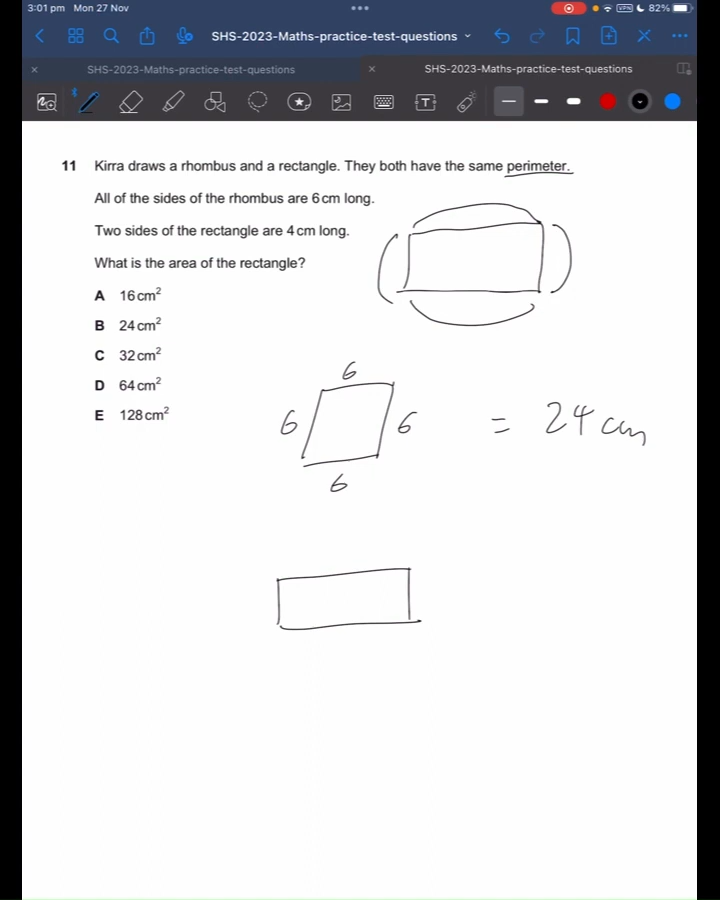 3:01 pm Mon 27 Nov
VPN 82%
SHS-2023-Maths-practice-test-questions
SHS-2023-Maths-practice-test-questions
SHS-2023-Maths-practice-test-questions
T
11 Kirra draws a rhombus and a rectangle. They both have the same perimeter.
All of the sides of the rhombus are 6 cm long.
Two sides of the rectangle are 4 cm long.
What is the area of the rectangle?
A 16 cm²
B 24 cm²
C 32 cm²
D 64 cm²
E 128 cm²
6
6 6 = 24 cm
6